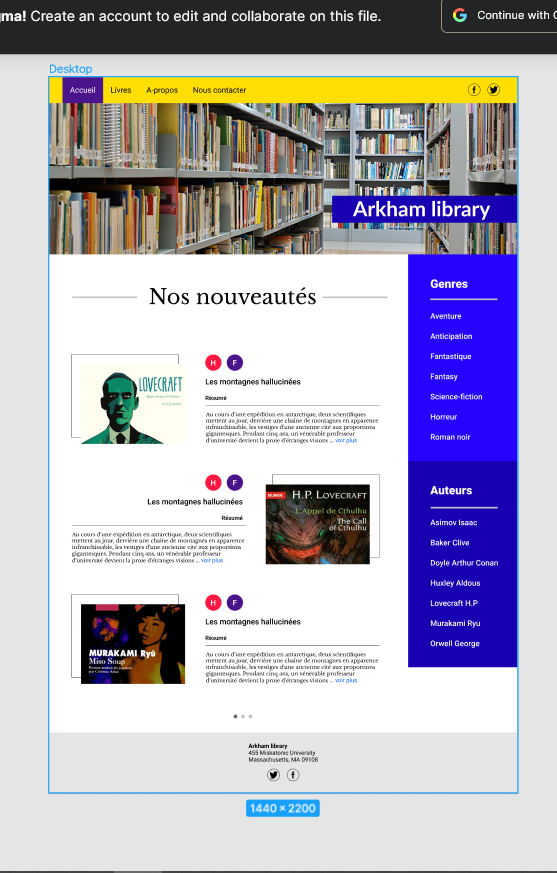 gma! Create an account to edit and collaborate on this file.
Continue with G
Desktop
Accueil Livres A-propos Nous contacter
Arkham library
Nos nouveautés
H F
LOVECRAFT
Les montagnes hallucinées
Résumé
Au cours d'une expédition en antarctique, deux scientifiques
mettent au jour, derrière une chaîne de montagnes en apparence
infranchissable, les vestiges d'une ancienne cité aux proportions
gigantesques. Pendant cinq ans, un vénérable professeur
d'université devient la proie d'étranges visions ... voir plus
H F
Les montagnes hallucinées
Résumé
Au cours d'une expédition en antarctique, deux scientifiques
mettent au jour, derrière une chaîne de montagnes en apparence
infranchissable, les vestiges d'une ancienne cité aux proportions
gigantesques. Pendant cinq ans, un vénérable professeur
d'université devient la proie d'étranges visions ... voir plus
BILINGUE
H.P. LOVECRAFT
L'Appel de Cthulhu
The Call
of Cthulhu
H F
MURAKAMI Ryû
Miso Soup
Les montagnes hallucinées
Résumé
Au cours d'une expédition en antarctique, deux scientifiques
mettent au jour, derrière une chaîne de montagnes en apparence
infranchissable, les vestiges d'une ancienne cité aux proportions
gigantesques. Pendant cinq ans, un vénérable professeur
d'université devient la proie d'étranges visions ... voir plus
Genres
Aventure
Anticipation
Fantastique
Fantasy
Science-fiction
Horreur
Roman noir
Auteurs
Asimov Isaac
Baker Clive
Doyle Arthur Conan
Huxley Aldous
Lovecraft H.P
Murakami Ryu
Orwell George
Arkham library
455 Miskatonic University
Massachusetts, MA 09108
1440 × 2200